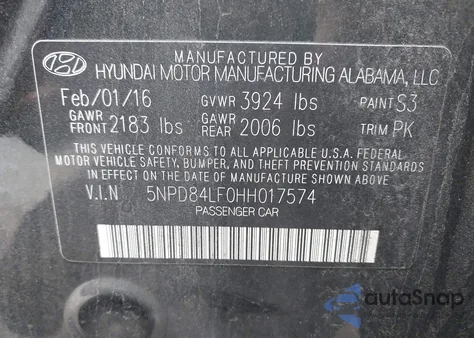 MANUFACTURED BY
HYUNDAI MOTOR MANUFACTURING ALABAMA, LLC
Feb/01/16 GVWR 3924 lbs PAINT S3
GAWR FRONT 2183 lbs GAWR REAR 2006 lbs TRIM PK
THIS VEHICLE CONFORMS TO ALL APPLICABLE U.S.A. FEDERAL
MOTOR VEHICLE SAFETY, BUMPER, AND THEFT PREVENTION STANDARDS
IN EFFECT ON THE DATE OF MANUFACTURE SHOWN ABOVE.
V.I.N 5NPD84LF0HH017574
PASSENGER CAR
autoSnap